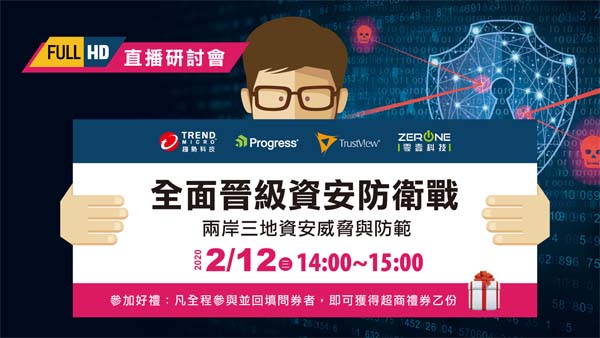 FULL HD 直播研討會
TREND MICRO 趨勢科技 Progress® TrustView® ZERONE 零壹科技
全面晉級資安防衛戰
兩岸三地資安威脅與防範
2020 2/12 三 14:00~15:00
參加好禮：凡全程參與並回填問券者，即可獲得超商禮券乙份